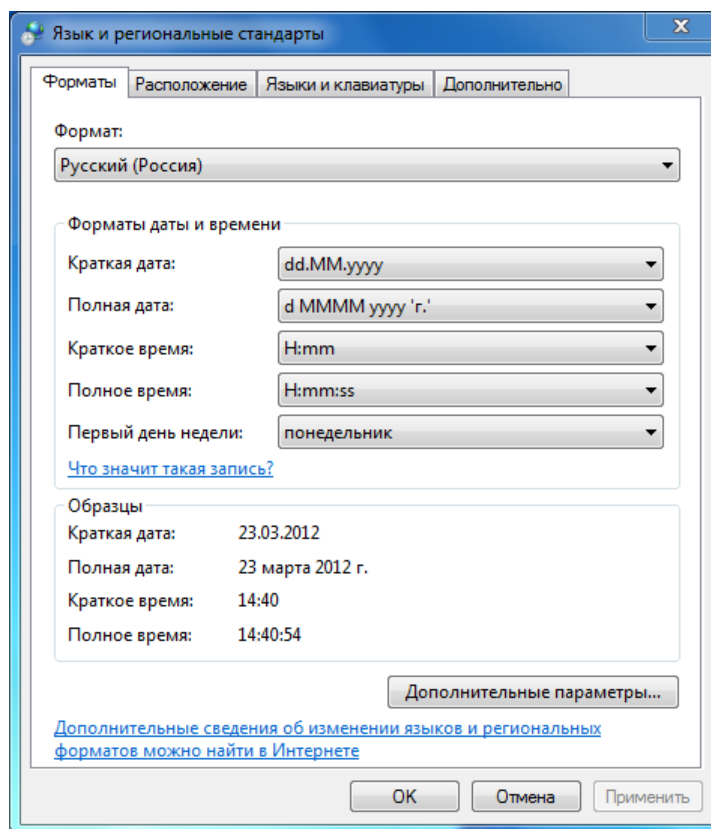 Язык и региональные стандарты
Форматы Расположение Языки и клавиатуры Дополнительно
Формат:
Русский (Россия)
Форматы даты и времени
Краткая дата: dd.MM.yyyy
Полная дата: d MMMM yyyy 'г.'
Краткое время: H:mm
Полное время: H:mm:ss
Первый день недели: понедельник
Что значит такая запись?
Образцы
Краткая дата: 23.03.2012
Полная дата: 23 марта 2012 г.
Краткое время: 14:40
Полное время: 14:40:54
Дополнительные параметры...
Дополнительные сведения об изменении языков и региональных
форматов можно найти в Интернете
OK Отмена Применить